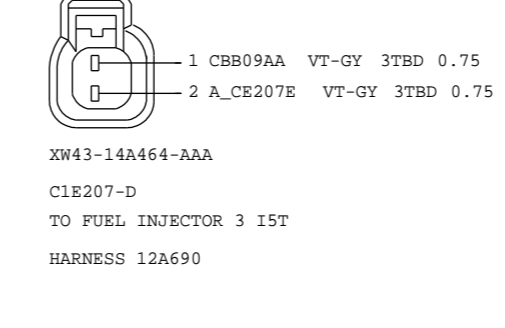 1 CBB09AA VT-GY 3TBD 0.75
2 A_CE207E VT-GY 3TBD 0.75
XW43-14A464-AAA
C1E207-D
TO FUEL INJECTOR 3 I5T
HARNESS 12A690